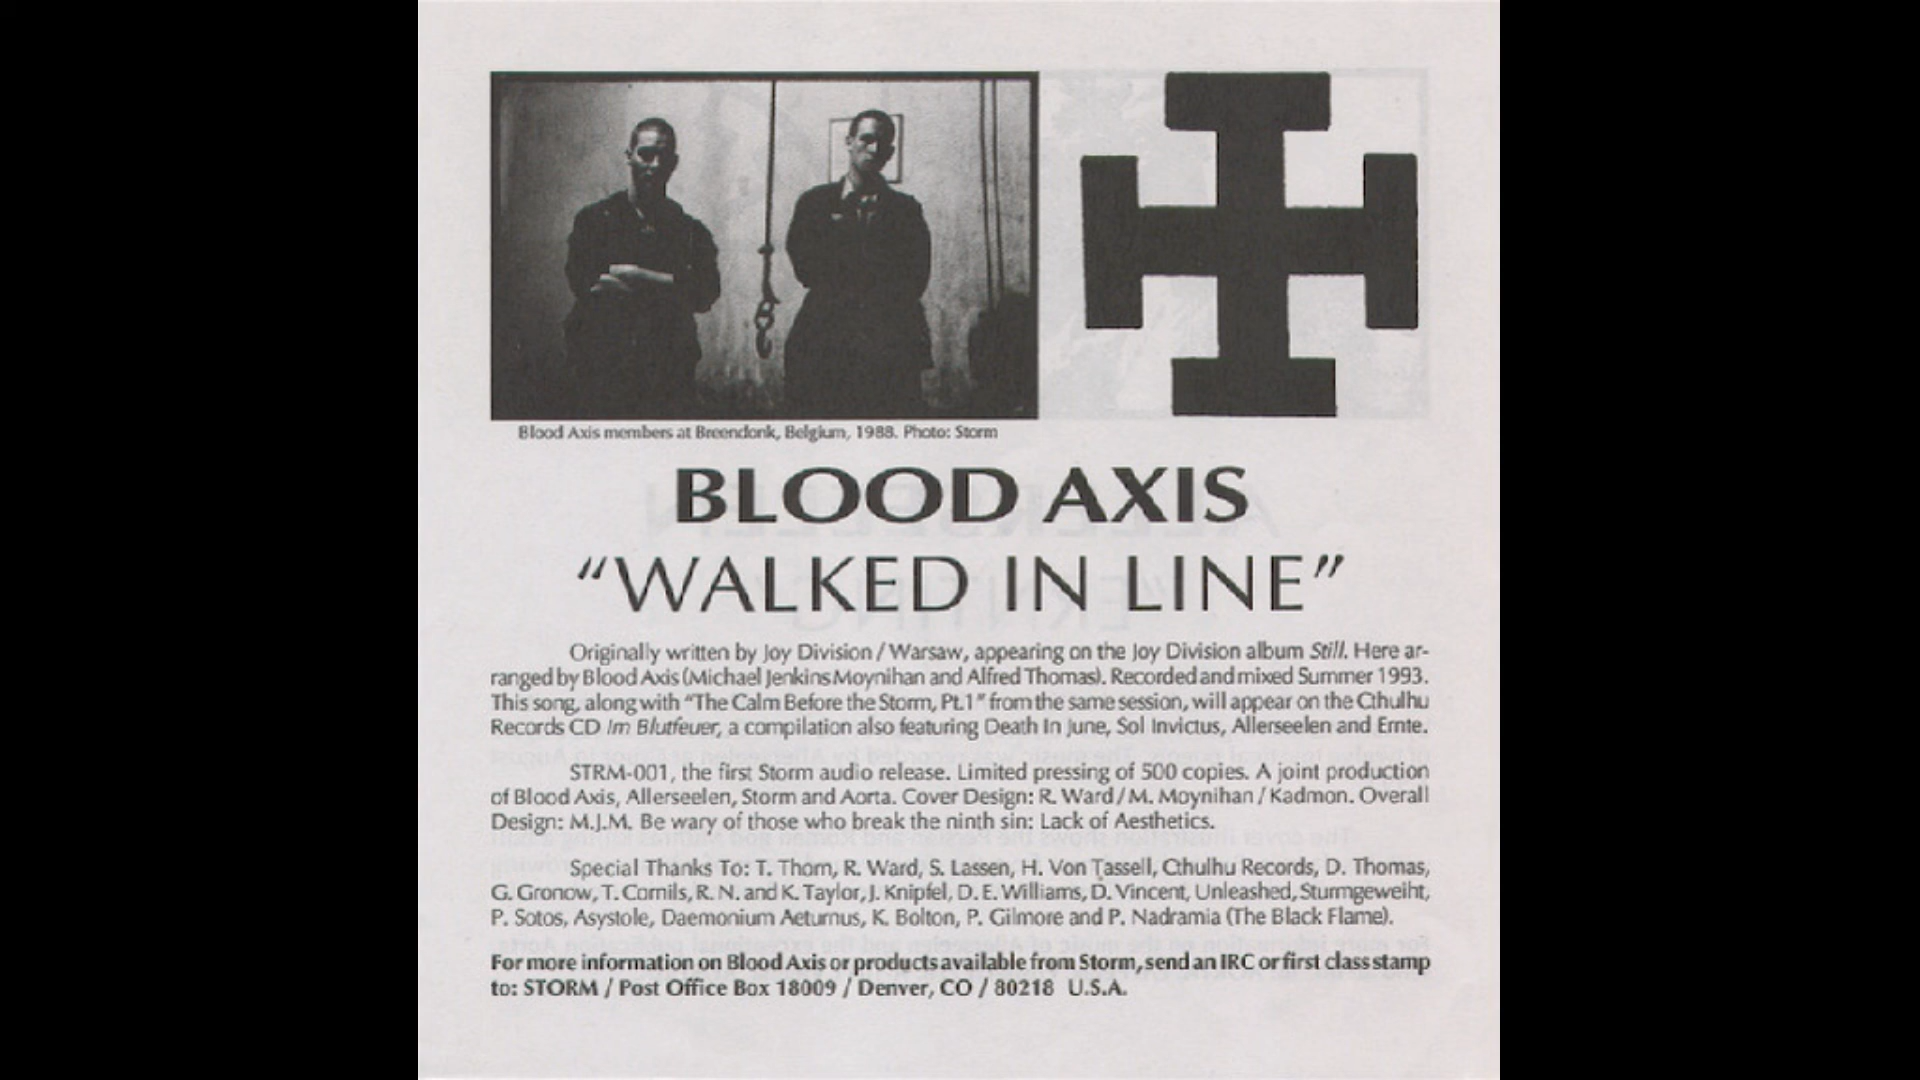 Blood Axis members at Breendonk, Belgium, 1988. Photo: Storm
BLOOD AXIS
“WALKED IN LINE”
Originally written by Joy Division / Warsaw, appearing on the Joy Division album Still. Here ar-
ranged by Blood Axis (Michael Jenkins Moynihan and Alfred Thomas). Recorded and mixed Summer 1993.
This song, along with “The Calm Before the Storm, Pt.1” from the same session, will appear on the Cthulhu
Records CD Im Blutfeuer, a compilation also featuring Death In June, Sol Invictus, Allerseelen and Ernte.
STRM-001, the first Storm audio release. Limited pressing of 500 copies. A joint production
of Blood Axis, Allerseelen, Storm and Aorta. Cover Design: R. Ward / M. Moynihan / Kadmon. Overall
Design: M.J.M. Be wary of those who break the ninth sin: Lack of Aesthetics.
Special Thanks To: T. Thorn, R. Ward, S. Lassen, H. Von Tassell, Cthulhu Records, D. Thomas,
G. Gronow, T. Cornils, R. N. and K. Taylor, J. Knipfel, D. E. Williams, D. Vincent, Unleashed, Sturmgeweiht,
P. Sotos, Asystole, Daemonium Aeturnus, K. Bolton, P. Gilmore and P. Nadramia (The Black Flame).
For more information on Blood Axis or products available from Storm, send an IRC or first class stamp
to: STORM / Post Office Box 18009 / Denver, CO / 80218 U.S.A.